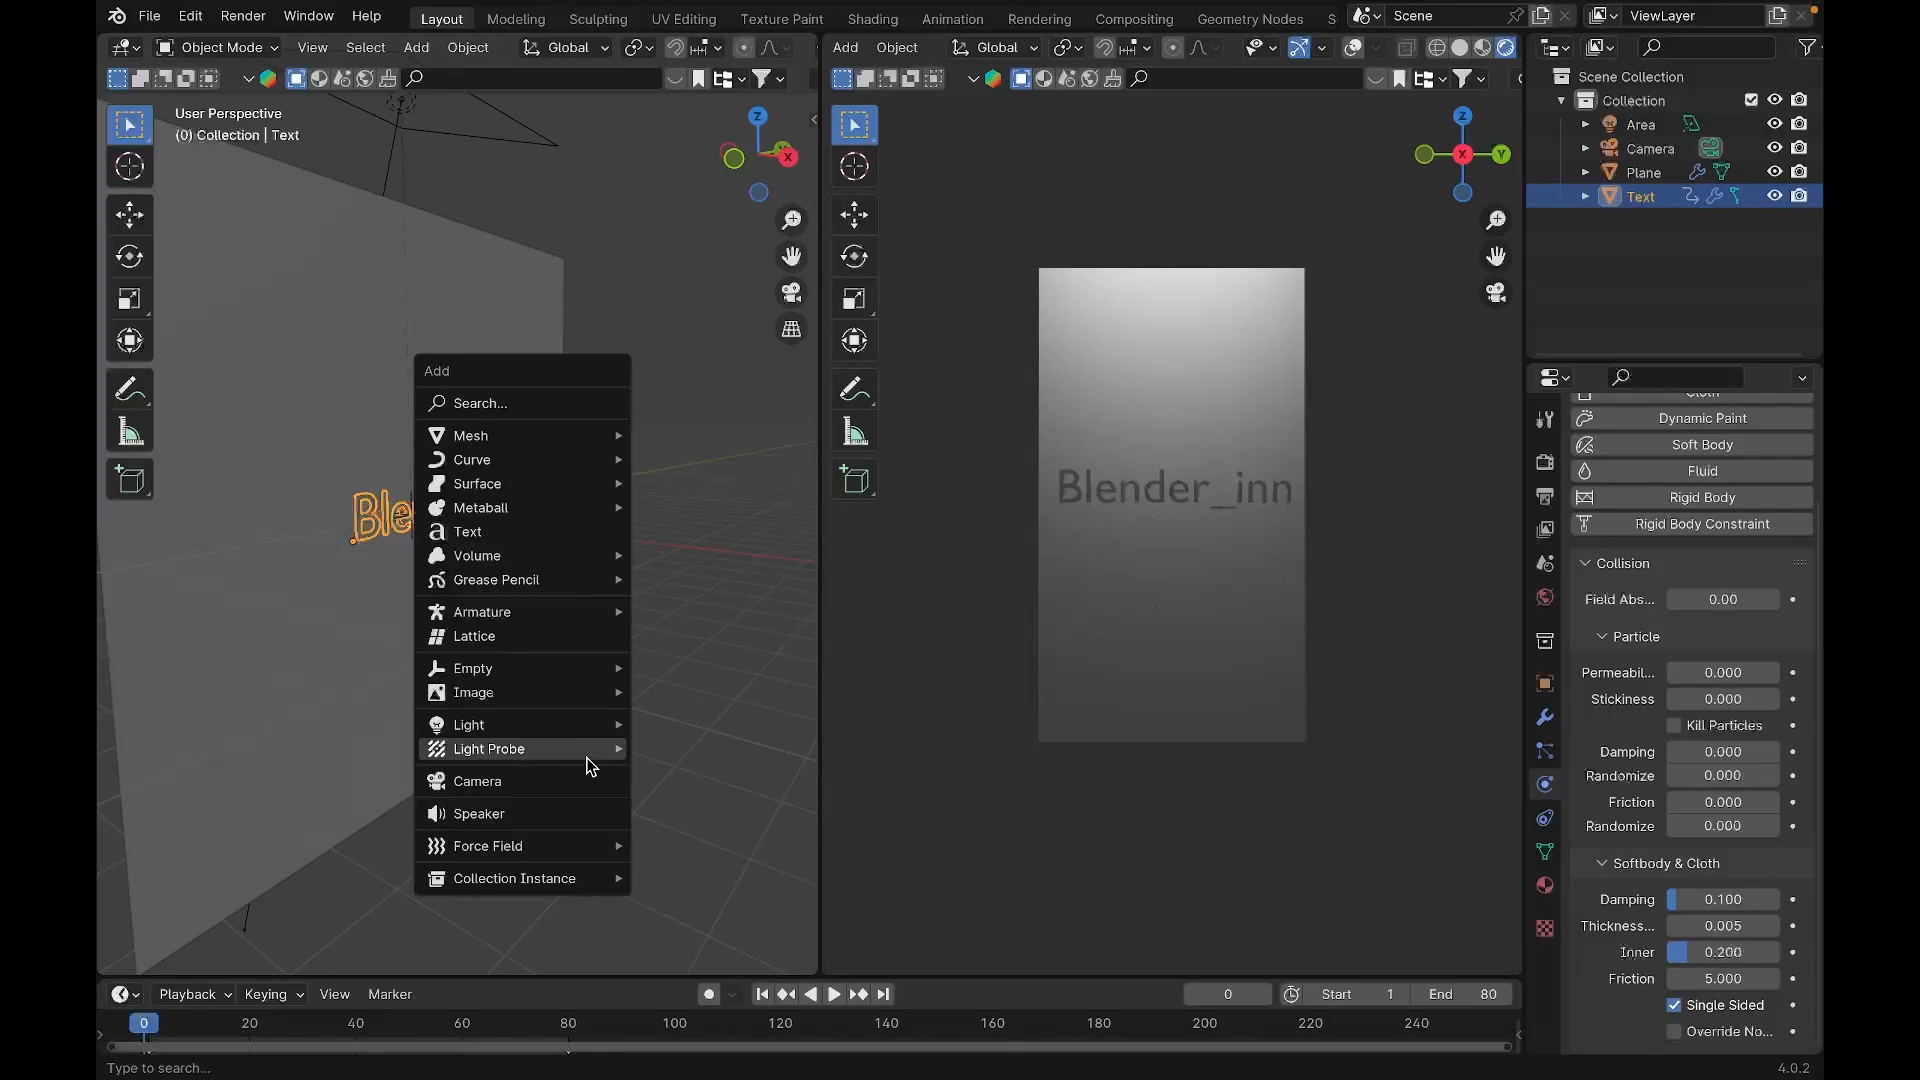 File Edit Render Window Help
Layout Modeling Sculpting UV Editing Texture Paint Shading Animation Rendering Compositing Geometry Nodes S
Scene
ViewLayer
Object Mode View Select Add Object Global
Add Object Global
User Perspective
(0) Collection | Text
Z
X
Z
X
Y
Scene Collection
Collection
Area
Camera
Plane
Text
Add
Search...
Mesh
Curve
Surface
Metaball
Text
Volume
Grease Pencil
Armature
Lattice
Empty
Image
Light
Light Probe
Camera
Speaker
Force Field
Collection Instance
Ble
Blender_inn
Dynamic Paint
Soft Body
Fluid
Rigid Body
Rigid Body Constraint
Collision
Field Abs... 0.00
Particle
Permeabil... 0.000
Stickiness 0.000
Kill Particles
Damping 0.000
Randomize 0.000
Friction 0.000
Randomize 0.000
Softbody & Cloth
Damping 0.100
Thickness... 0.005
Inner 0.200
Friction 5.000
Single Sided
Override No...
Playback Keying View Marker
0 Start 1 End 80
0 20 40 60 80 100 120 140 160 180 200 220 240
Type to search...
4.0.2